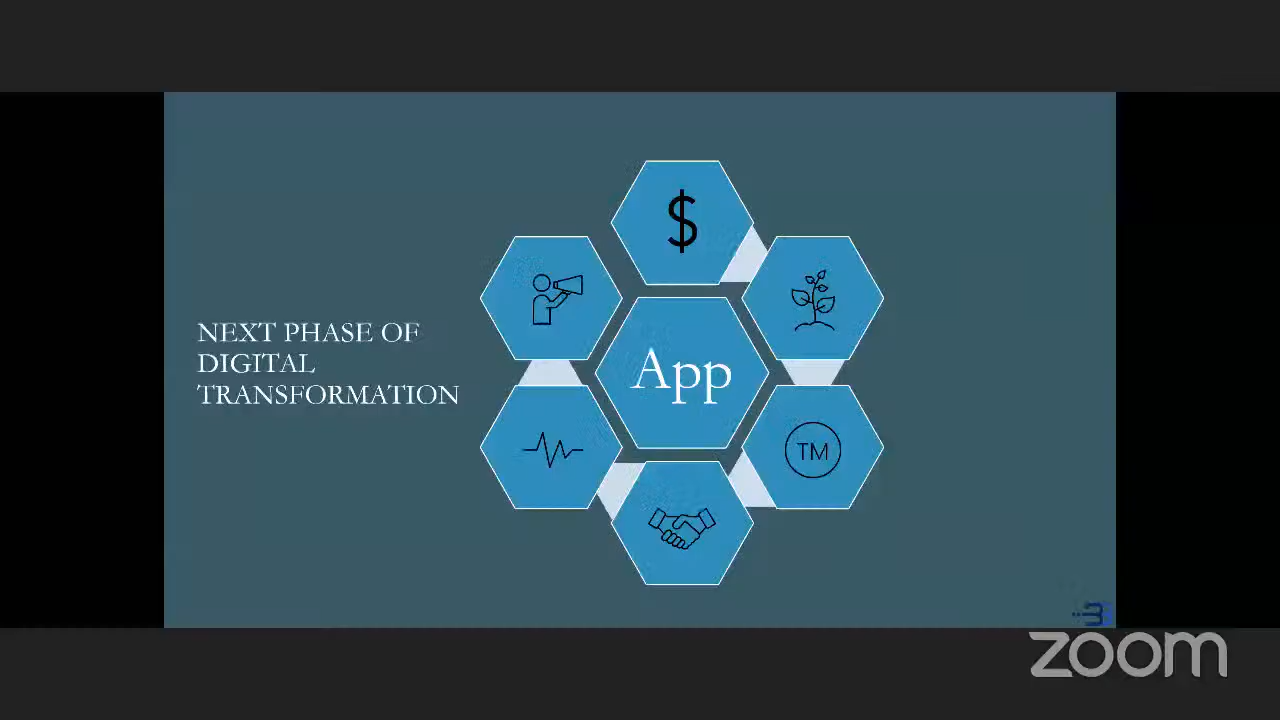 $
NEXT PHASE OF
DIGITAL
TRANSFORMATION
App
TM
zoom